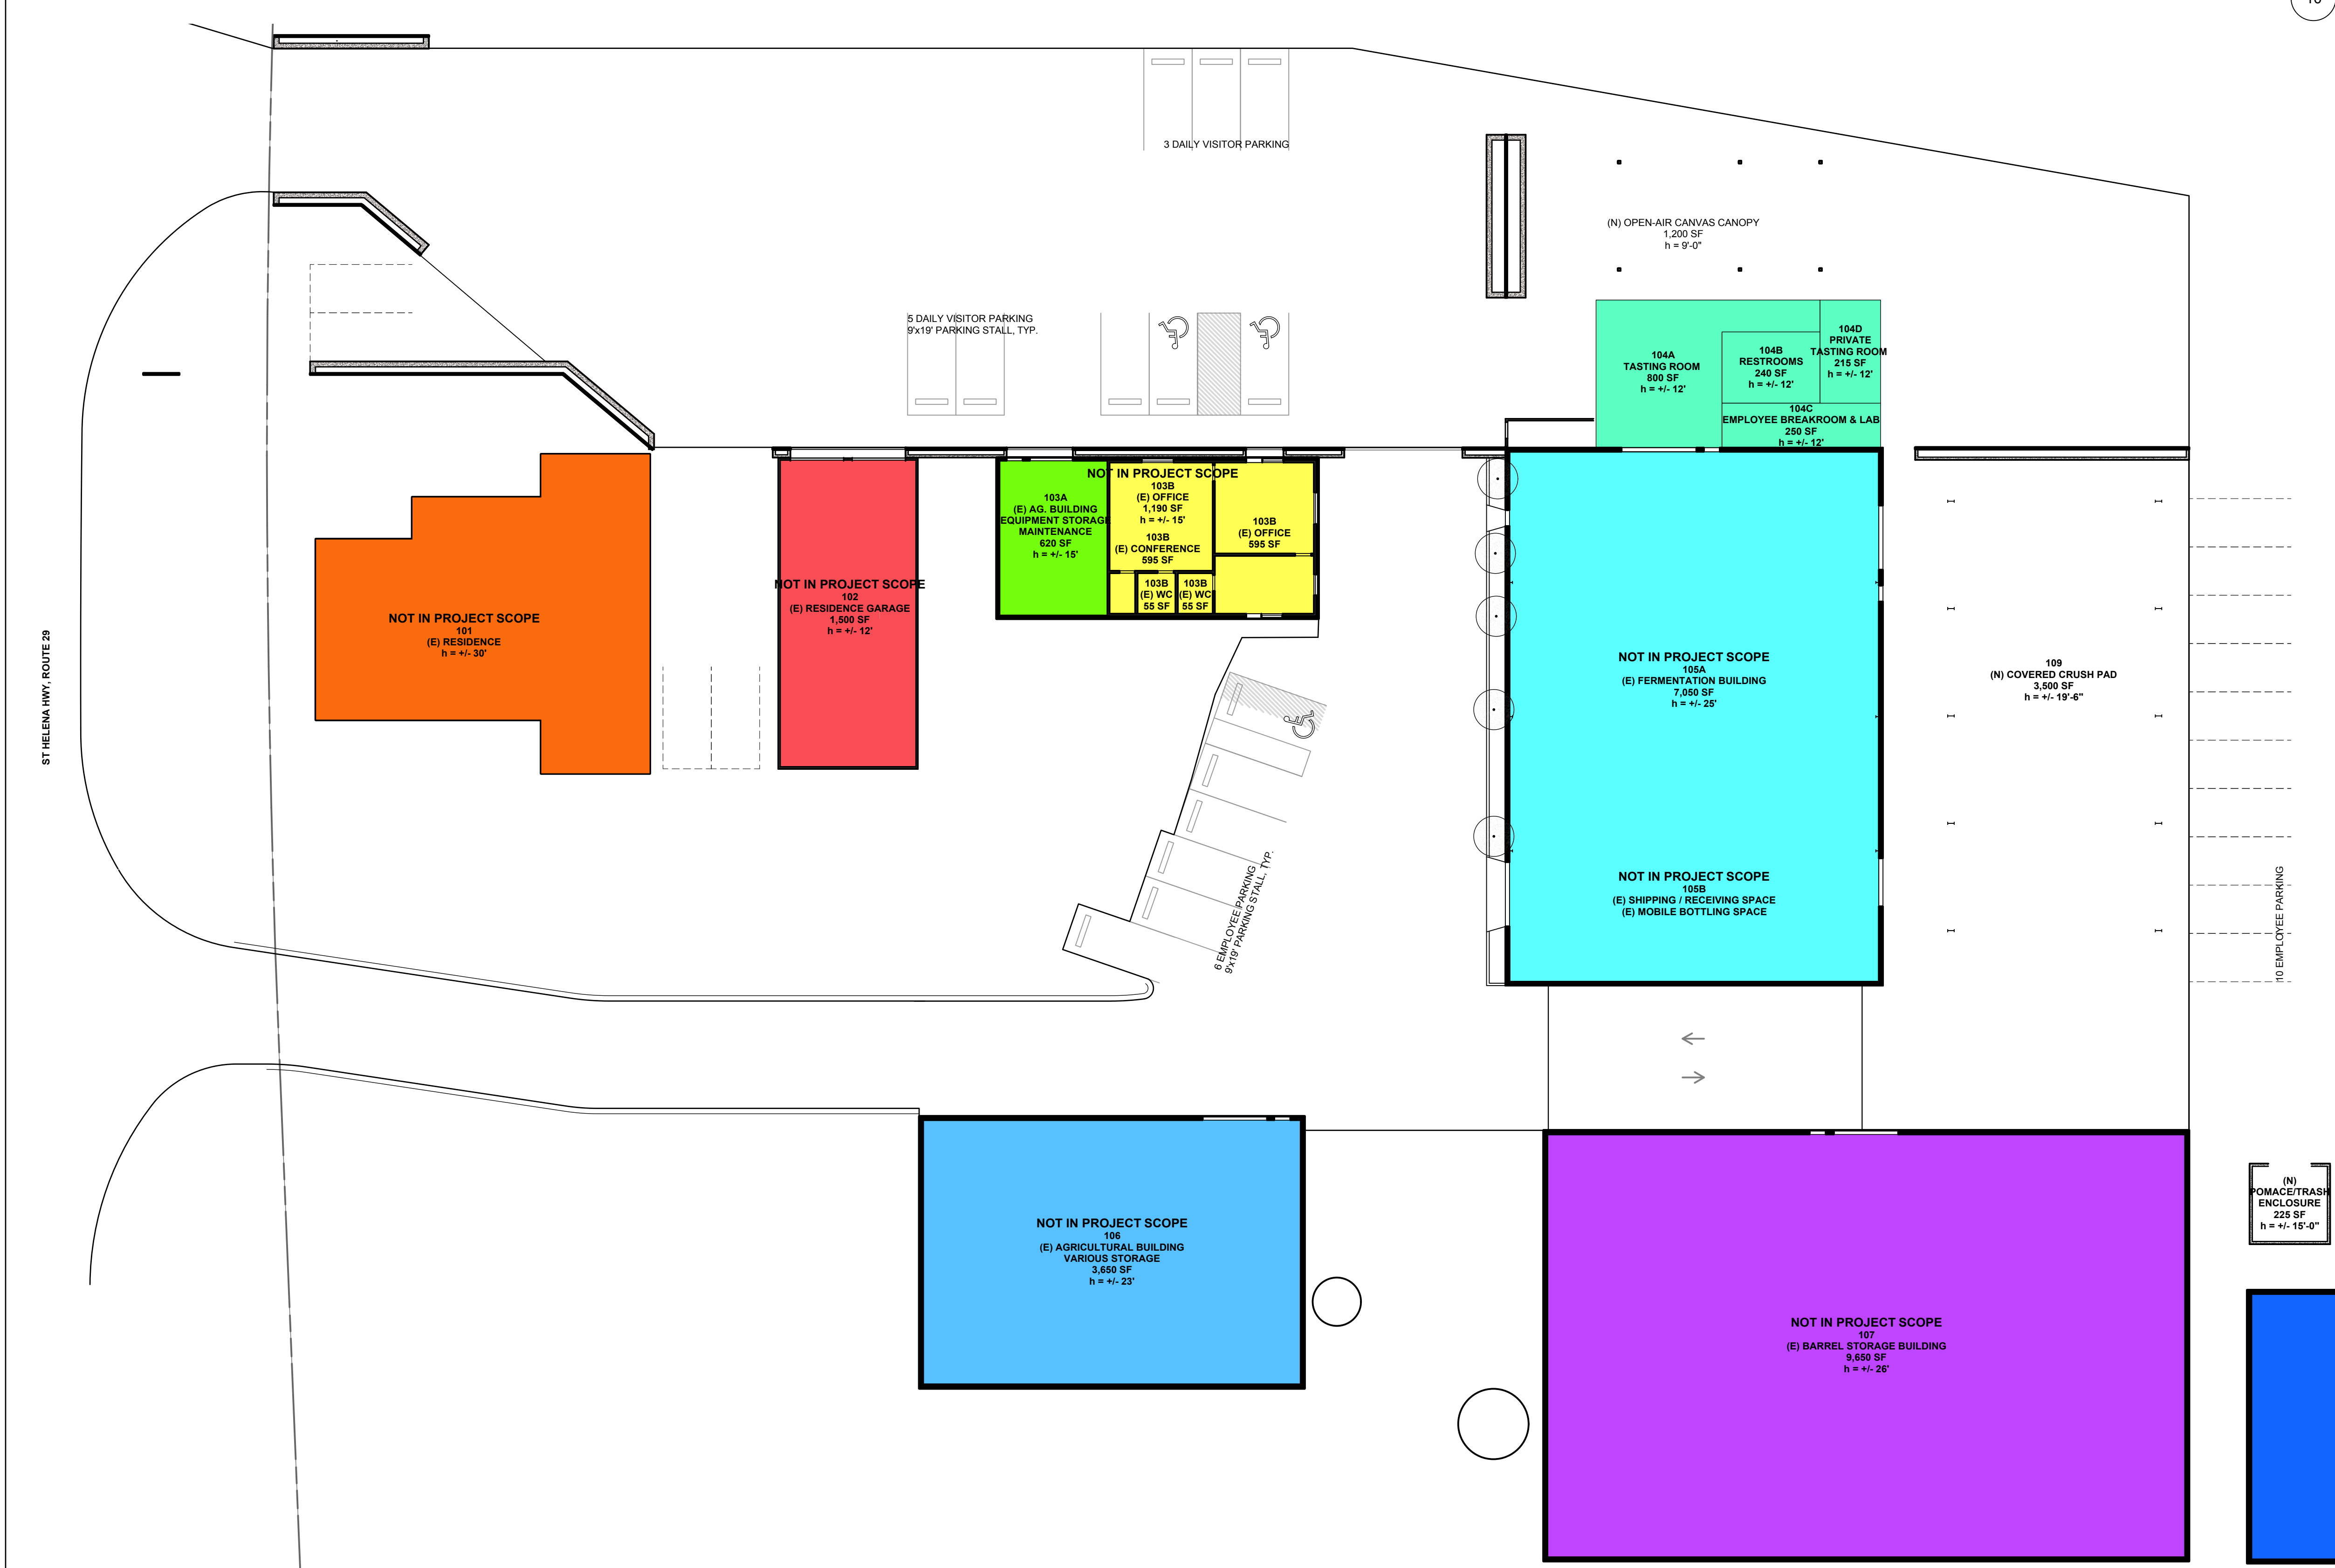 3 DAILY VISITOR PARKING
(N) OPEN-AIR CANVAS CANOPY
1,200 SF
h = 9'-0"
5 DAILY VISITOR PARKING
9'x19' PARKING STALL, TYP.
104A
TASTING ROOM
800 SF
h = +/- 12'
104B
RESTROOMS
240 SF
h = +/- 12'
104D
PRIVATE
TASTING ROOM
215 SF
h = +/- 12'
104C
EMPLOYEE BREAKROOM & LAB
250 SF
h = +/- 12'
NOT IN PROJECT SCOPE
103A
(E) AG. BUILDING
EQUIPMENT STORAGE
MAINTENANCE
620 SF
h = +/- 15'
103B
(E) OFFICE
1,190 SF
h = +/- 15'
103B
(E) CONFERENCE
595 SF
103B
(E) OFFICE
595 SF
103B
(E) WC
55 SF
103B
(E) WC
55 SF
NOT IN PROJECT SCOPE
102
(E) RESIDENCE GARAGE
1,500 SF
h = +/- 12'
NOT IN PROJECT SCOPE
101
(E) RESIDENCE
h = +/- 30'
ST HELENA HWY, ROUTE 29
NOT IN PROJECT SCOPE
105A
(E) FERMENTATION BUILDING
7,050 SF
h = +/- 25'
109
(N) COVERED CRUSH PAD
3,500 SF
h = +/- 19'-6"
NOT IN PROJECT SCOPE
105B
(E) SHIPPING / RECEIVING SPACE
(E) MOBILE BOTTLING SPACE
6 EMPLOYEE PARKING
9'x19' PARKING STALL, TYP.
10 EMPLOYEE PARKING
(N)
POMACE/TRASH
ENCLOSURE
225 SF
h = +/- 15'-0"
NOT IN PROJECT SCOPE
106
(E) AGRICULTURAL BUILDING
VARIOUS STORAGE
3,650 SF
h = +/- 23'
NOT IN PROJECT SCOPE
107
(E) BARREL STORAGE BUILDING
9,650 SF
h = +/- 26'